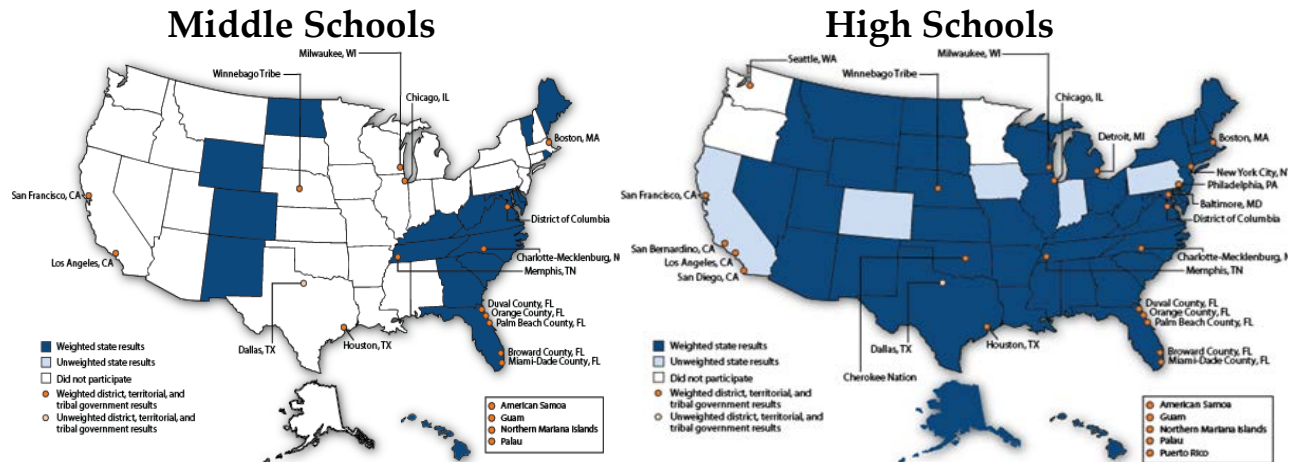 Middle Schools
Milwaukee, WI
Winnebago Tribe
Chicago, IL
Boston, MA
San Francisco, CA
District of Columbia
Los Angeles, CA
Charlotte-Mecklenburg, N
Memphis, TN
Duval County, FL
Orange County, FL
Palm Beach County, FL
Dallas, TX
Houston, TX
Broward County, FL
Miami-Dade County, FL
Weighted state results
Unweighted state results
Did not participate
Weighted district, territorial, and
tribal government results
Unweighted district, territorial, and
tribal government results
American Samoa
Guam
Northern Mariana Islands
Palau
High Schools
Seattle, WA
Milwaukee, WI
Winnebago Tribe
Chicago, IL
Detroit, MI
Boston, MA
New York City, N
Philadelphia, PA
San Francisco, CA
Baltimore, MD
District of Columbia
San Bernardino, CA
Los Angeles, CA
San Diego, CA
Charlotte-Mecklenburg, N
Memphis, TN
Duval County, FL
Orange County, FL
Palm Beach County, FL
Dallas, TX
Houston, TX
Broward County, FL
Miami-Dade County, FL
Cherokee Nation
Weighted state results
Unweighted state results
Did not participate
Weighted district, territorial, and
tribal government results
Unweighted district, territorial, and
tribal government results
American Samoa
Guam
Northern Mariana Islands
Palau
Puerto Rico